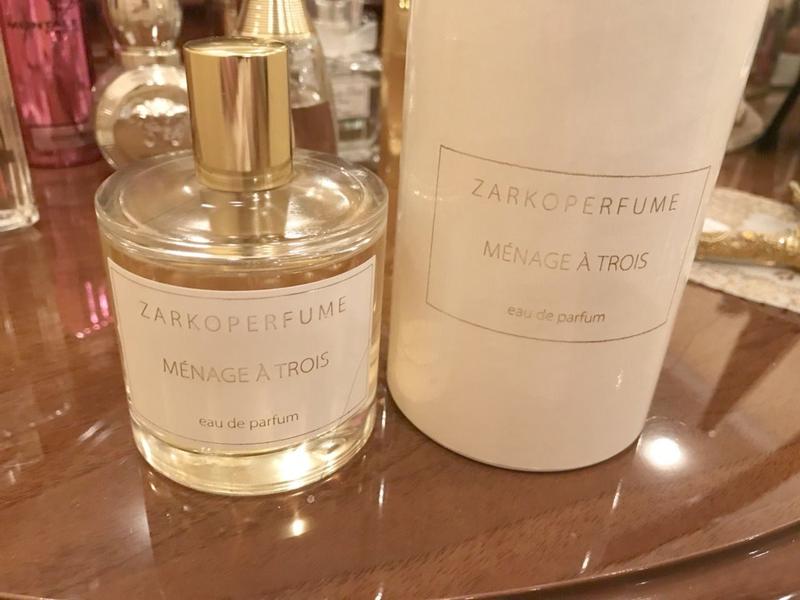 ZARKOPERFUME
MÉNAGE À TROIS
eau de parfum
ZARKOPERFUME
MÉNAGE À TROIS
eau de parfum